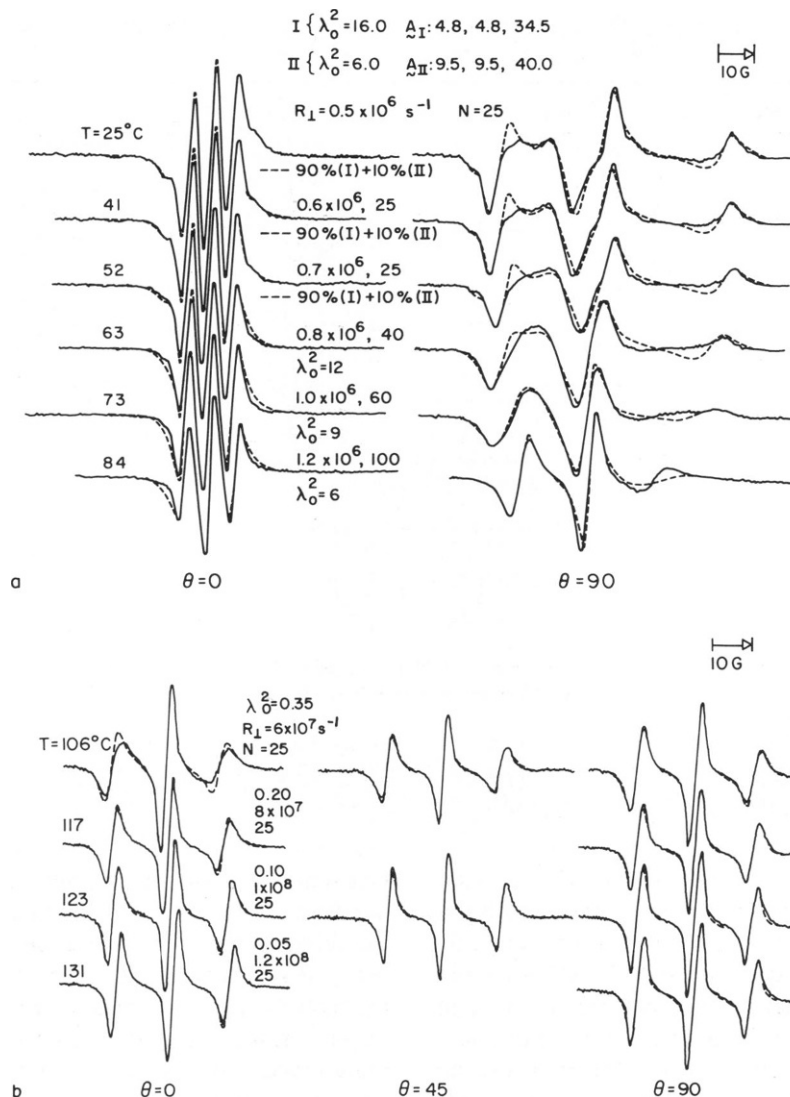 I { λ₀² = 16.0 A_I : 4.8, 4.8, 34.5
II { λ₀² = 6.0 A_II : 9.5, 9.5, 40.0
10 G
R⊥ = 0.5 x 10⁶ s⁻¹ N = 25
T = 25°C
--- 90% (I) + 10% (II)
41
0.6 x 10⁶, 25
--- 90% (I) + 10% (II)
52
0.7 x 10⁶, 25
--- 90% (I) + 10% (II)
63
0.8 x 10⁶, 40
λ₀² = 12
73
1.0 x 10⁶, 60
λ₀² = 9
84
1.2 x 10⁶, 100
λ₀² = 6
a
θ = 0
θ = 90
10 G
λ₀² = 0.35
R⊥ = 6 x 10⁷ s⁻¹
N = 25
T = 106°C
117
0.20
8 x 10⁷
25
123
0.10
1 x 10⁸
25
131
0.05
1.2 x 10⁸
25
b
θ = 0
θ = 45
θ = 90